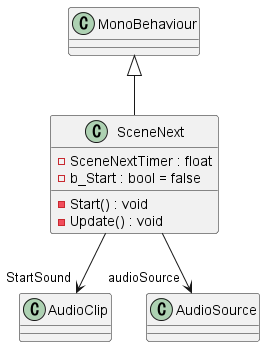 C MonoBehaviour
C SceneNext
SceneNextTimer : float
b_Start : bool = false
Start() : void
Update() : void
StartSound
audioSource
C AudioClip
C AudioSource